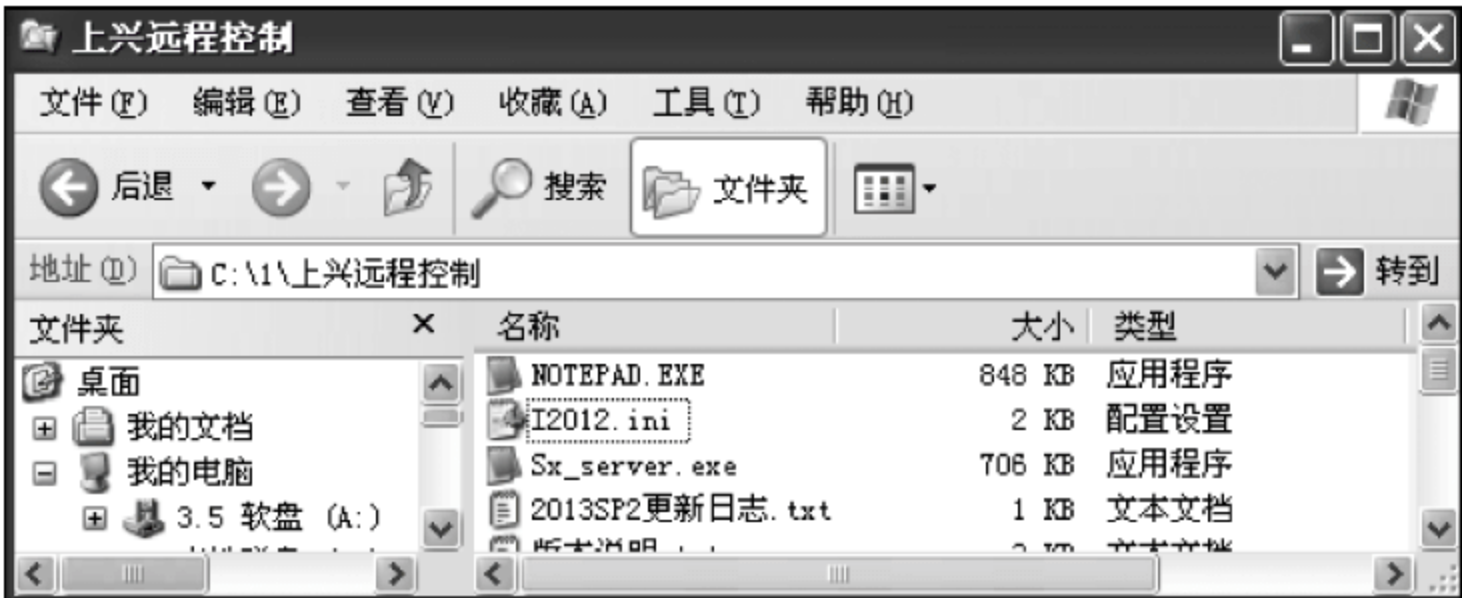 上兴远程控制
文件(F) 编辑(E) 查看(V) 收藏(A) 工具(T) 帮助(H)
后退 搜索 文件夹
地址(D) C:\1\上兴远程控制 转到
文件夹 × 名称 大小 类型
桌面 NOTEPAD.EXE 848 KB 应用程序
我的文档 I2012.ini 2 KB 配置设置
我的电脑 Sx_server.exe 706 KB 应用程序
3.5 软盘 (A:) 2013SP2更新日志.txt 1 KB 文本文档